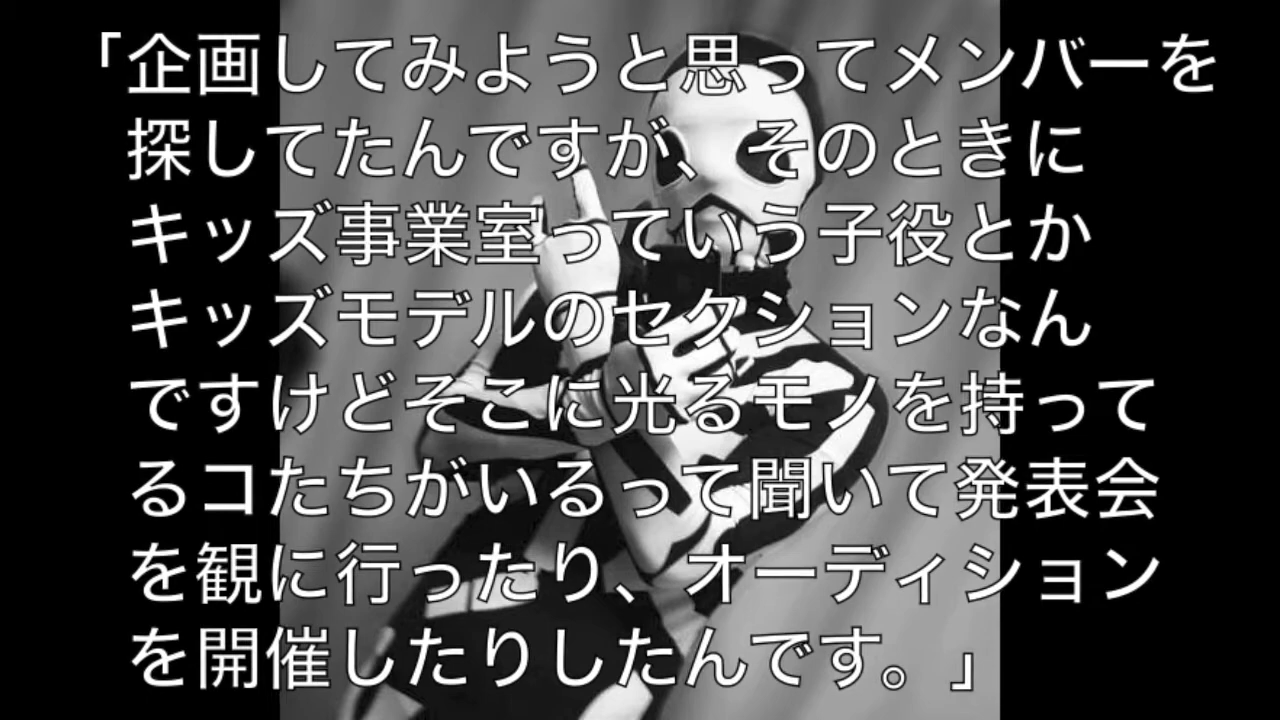 「企画してみようと思ってメンバーを
探してたんですが、そのときに
キッズ事業室っていう子役とか
キッズモデルのセクションなん
ですけどそこに光るモノを持って
るコたちがいるって聞いて発表会
を観に行ったり、オーディション
を開催したりしたんです。」